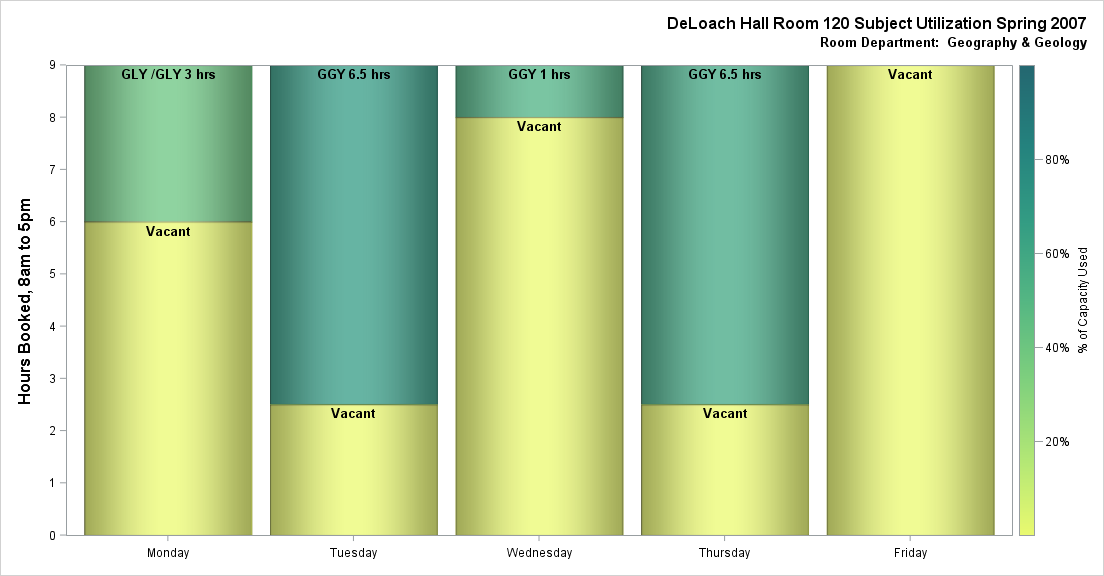 DeLoach Hall Room 120 Subject Utilization Spring 2007
Room Department:  Geography & Geology
Hours Booked, 8am to 5pm
9
8
7
6
5
4
3
2
1
0
GLY /GLY 3 hrs
Vacant
GGY 6.5 hrs
Vacant
GGY 1 hrs
Vacant
GGY 6.5 hrs
Vacant
Vacant
Monday
Tuesday
Wednesday
Thursday
Friday
80%
60%
40%
20%
% of Capacity Used